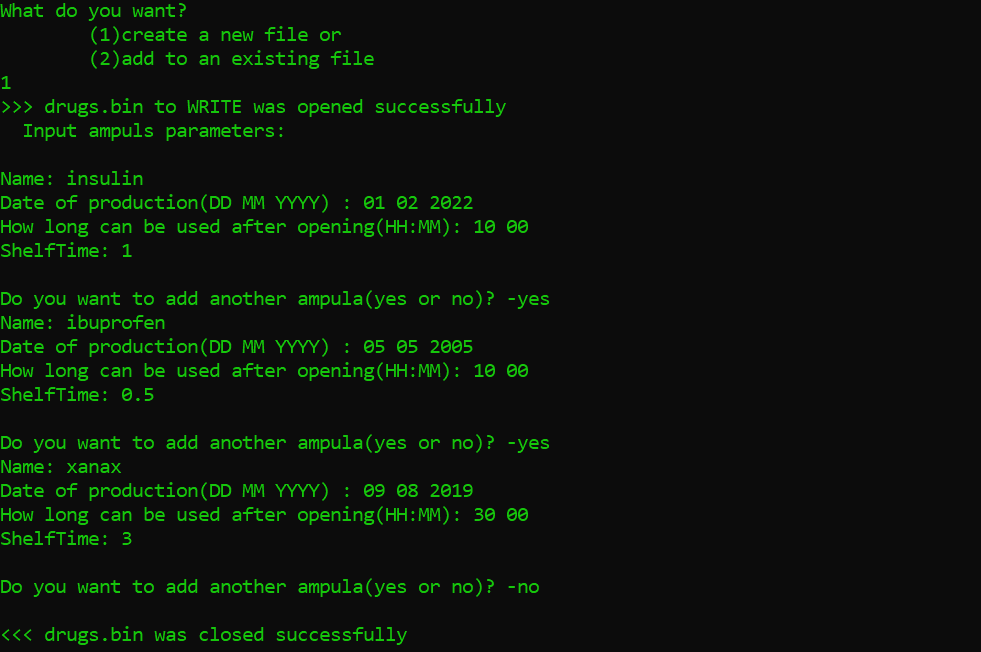 What do you want?
(1)create a new file or
(2)add to an existing file
1
>>> drugs.bin to WRITE was opened successfully
Input ampuls parameters:
Name: insulin
Date of production(DD MM YYYY) : 01 02 2022
How long can be used after opening(HH:MM): 10 00
ShelfTime: 1
Do you want to add another ampula(yes or no)? -yes
Name: ibuprofen
Date of production(DD MM YYYY) : 05 05 2005
How long can be used after opening(HH:MM): 10 00
ShelfTime: 0.5
Do you want to add another ampula(yes or no)? -yes
Name: xanax
Date of production(DD MM YYYY) : 09 08 2019
How long can be used after opening(HH:MM): 30 00
ShelfTime: 3
Do you want to add another ampula(yes or no)? -no
<<< drugs.bin was closed successfully